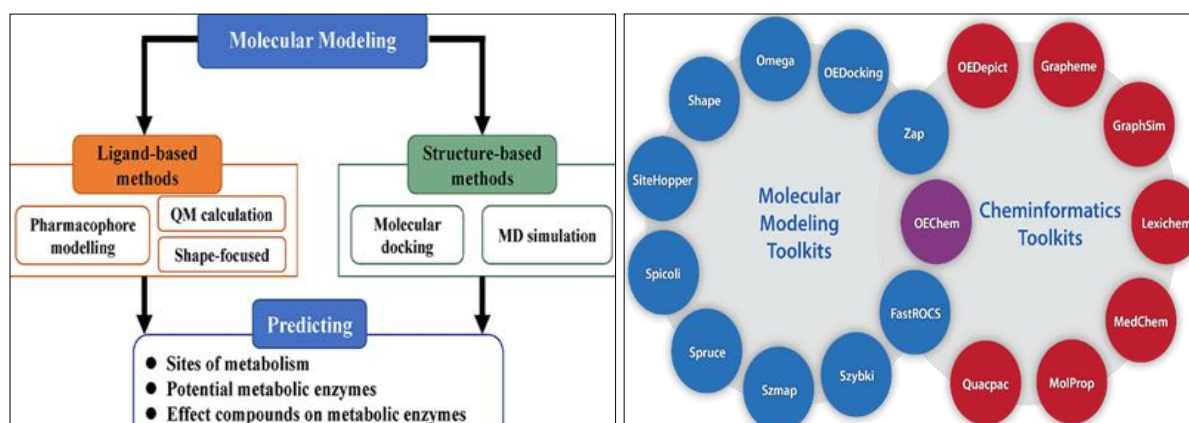 Molecular Modeling
Ligand-based
methods
Structure-based
methods
Pharmacophore
modelling
QM calculation
Shape-focused
Molecular
docking
MD simulation
Predicting
Sites of metabolism
Potential metabolic enzymes
Effect compounds on metabolic enzymes
Omega
OEDocking
Shape
Zap
SiteHopper
Molecular
Modeling
Toolkits
Spicoli
FastROCS
Spruce
Szmap
Szybki
OEChem
OEDepict
Grapheme
GraphSim
Cheminformatics
Toolkits
Lexichem
MedChem
Quacpac
MolProp